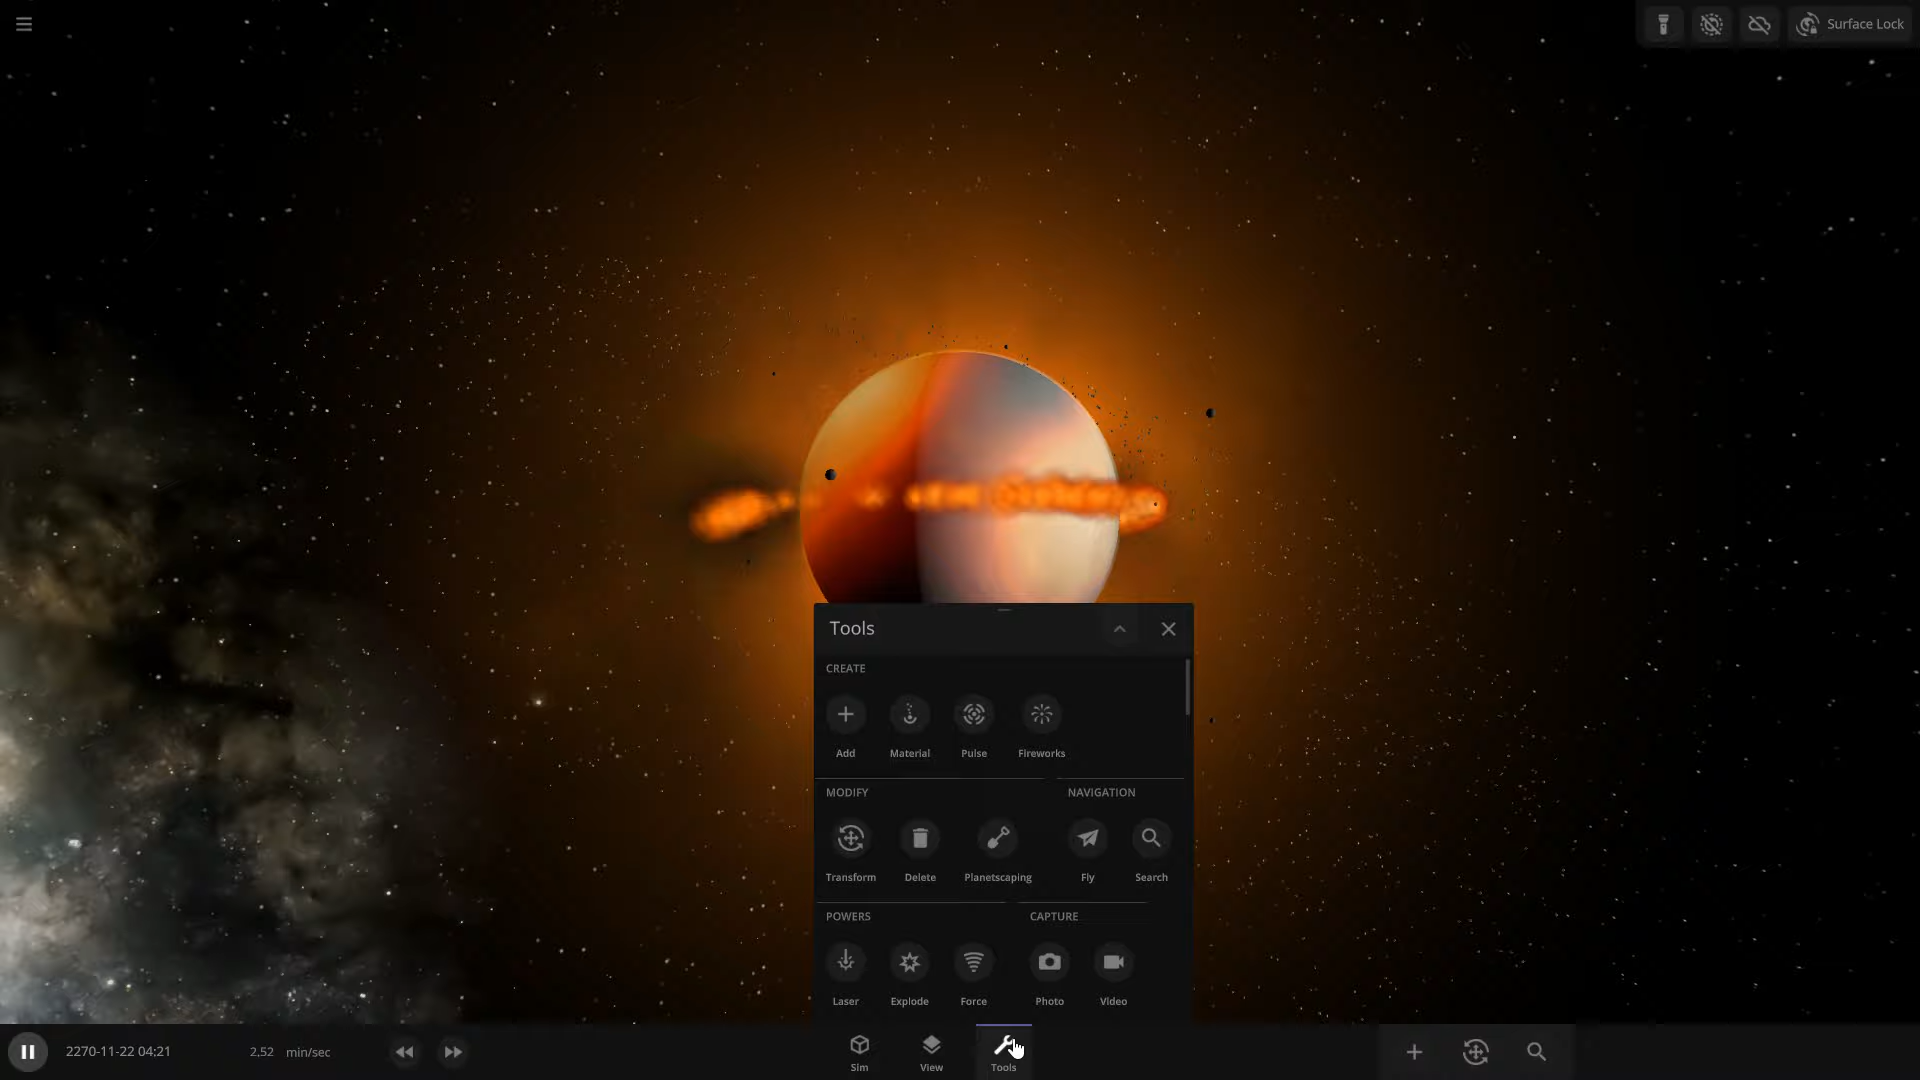 Surface Lock
Tools
CREATE
Add Material Pulse Fireworks
MODIFY NAVIGATION
Transform Delete Planetscaping Fly Search
POWERS CAPTURE
Laser Explode Force Photo Video
2270-11-22 04:21 2,52 min/sec
Sim View Tools